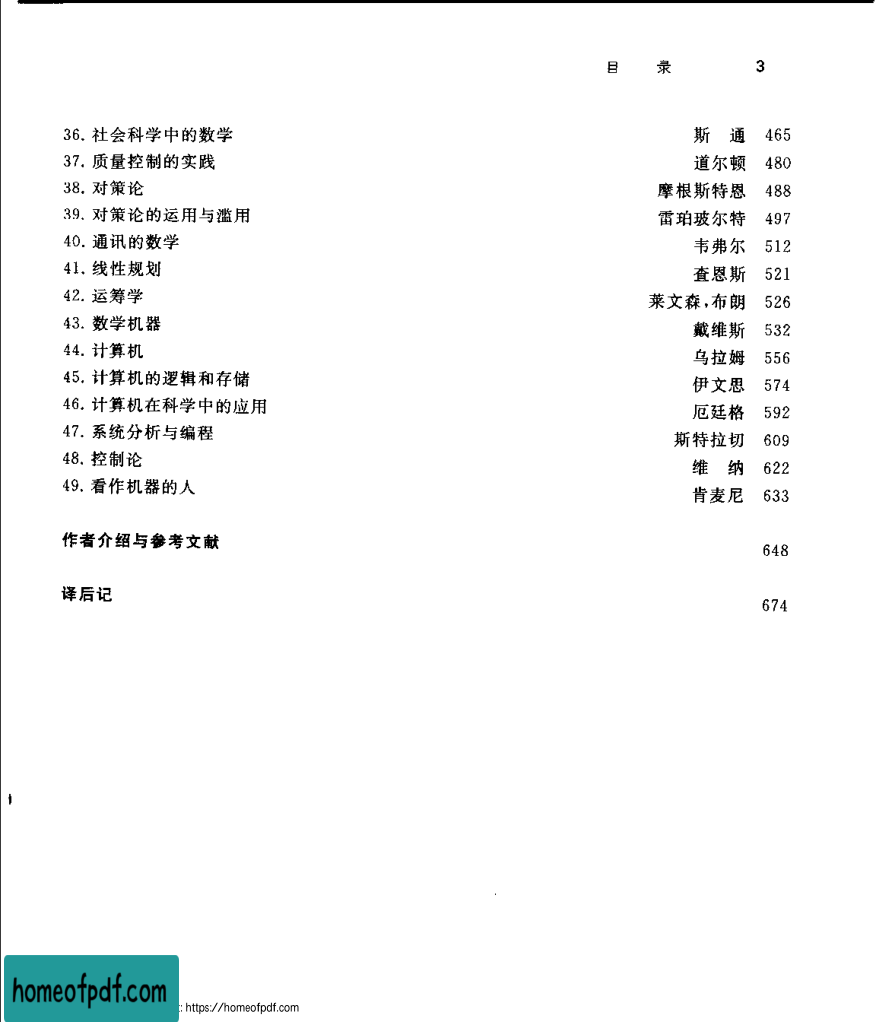 目 录 3
36. 社会科学中的数学 斯 通 465
37. 质量控制的实践 道尔顿 480
38. 对策论 摩根斯特恩 488
39. 对策论的运用与滥用 雷珀玻尔特 497
40. 通讯的数学 韦弗尔 512
41. 线性规划 查恩斯 521
42. 运筹学 莱文森,布朗 526
43. 数学机器 戴维斯 532
44. 计算机 乌拉姆 556
45. 计算机的逻辑和存储 伊文思 574
46. 计算机在科学中的应用 厄廷格 592
47. 系统分析与编程 斯特拉切 609
48. 控制论 维 纳 622
49. 看作机器的人 肯麦尼 633
作者介绍与参考文献 648
译后记 674
homeofpdf.com : https://homeofpdf.com